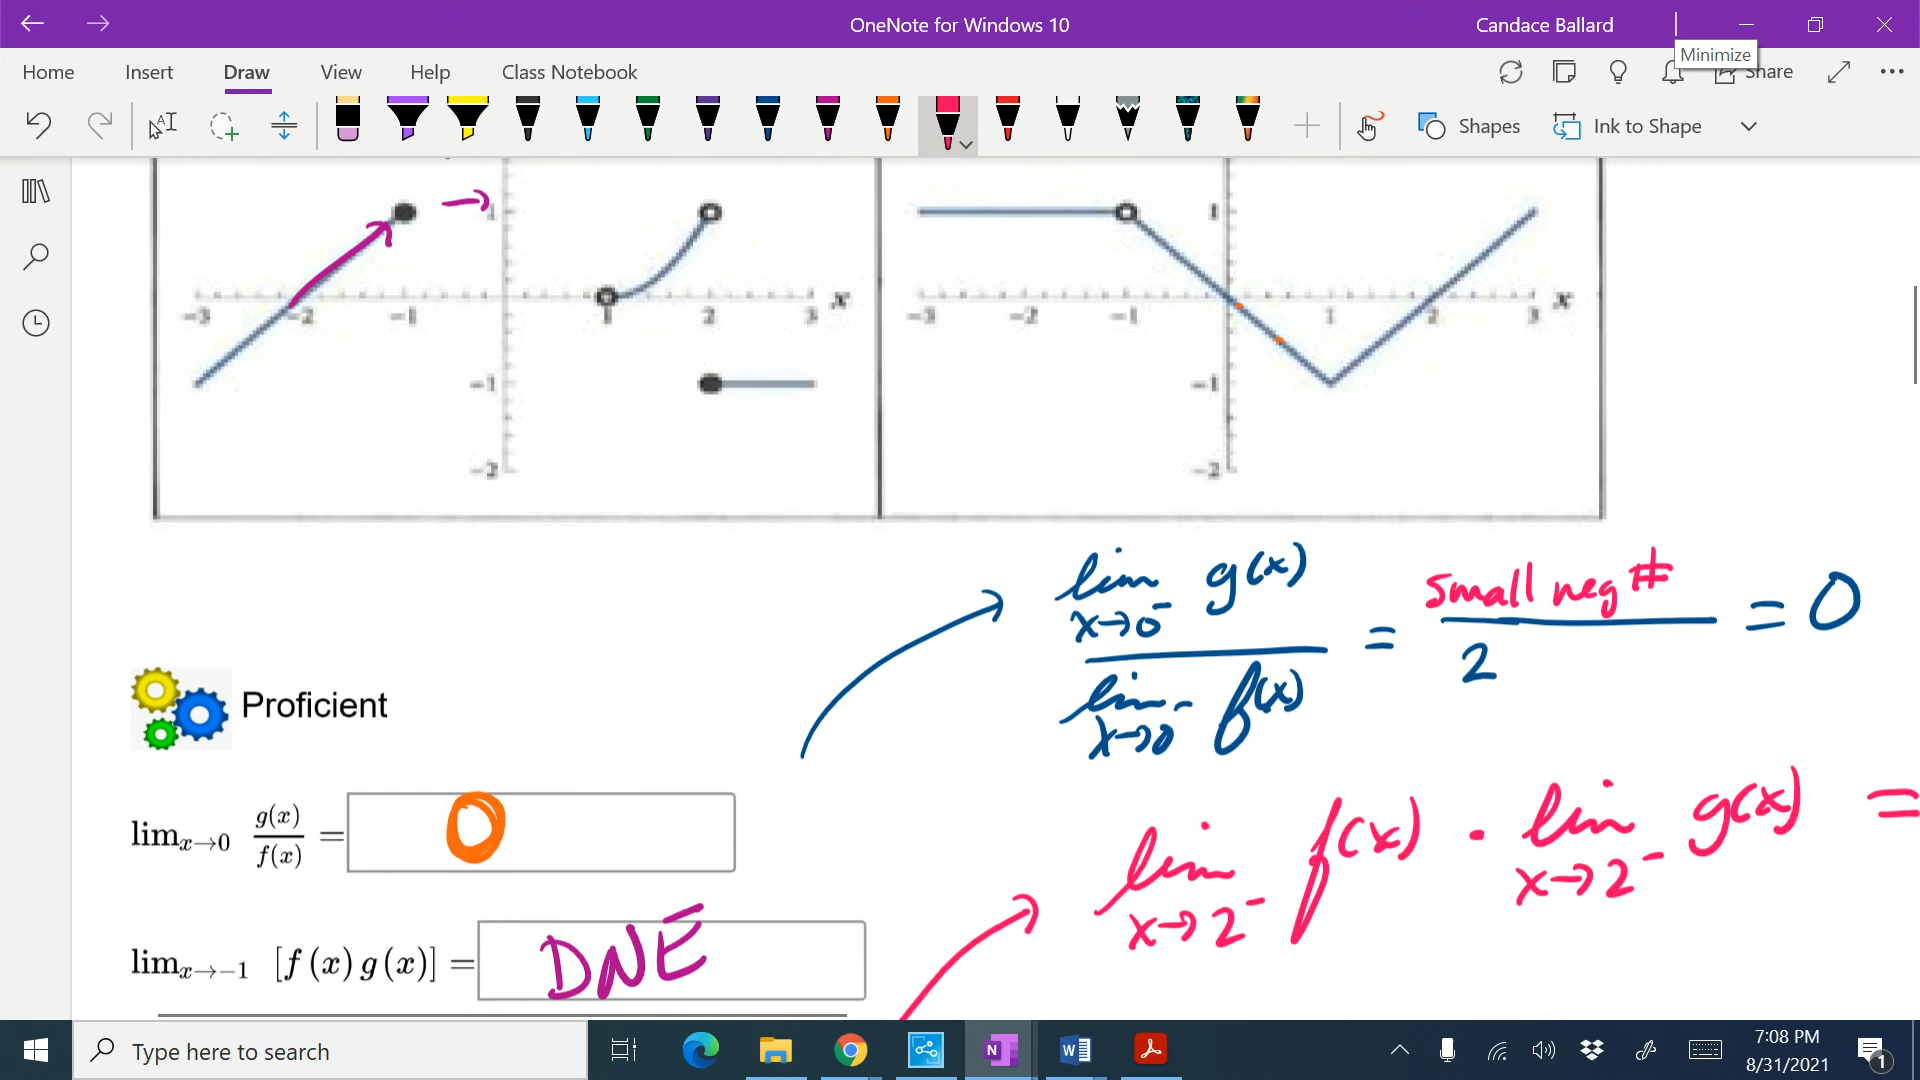 OneNote for Windows 10
Candace Ballard
Minimize
Home Insert Draw View Help Class Notebook
Share
Shapes Ink to Shape
1 1
-3 -2 -1 1 2 3 x
-3 -2 -1 1 2 3 x
-1 -1
-2 -2
lim x→0⁻ g(x) / lim x→0⁻ f(x) = small neg # / 2 = 0
Proficient
lim x→2⁻ f(x) · lim x→2⁻ g(x) =
lim x→0 g(x)/f(x) = 0
lim x→-1 [f(x)g(x)] = DNE
Type here to search
7:08 PM
8/31/2021
1